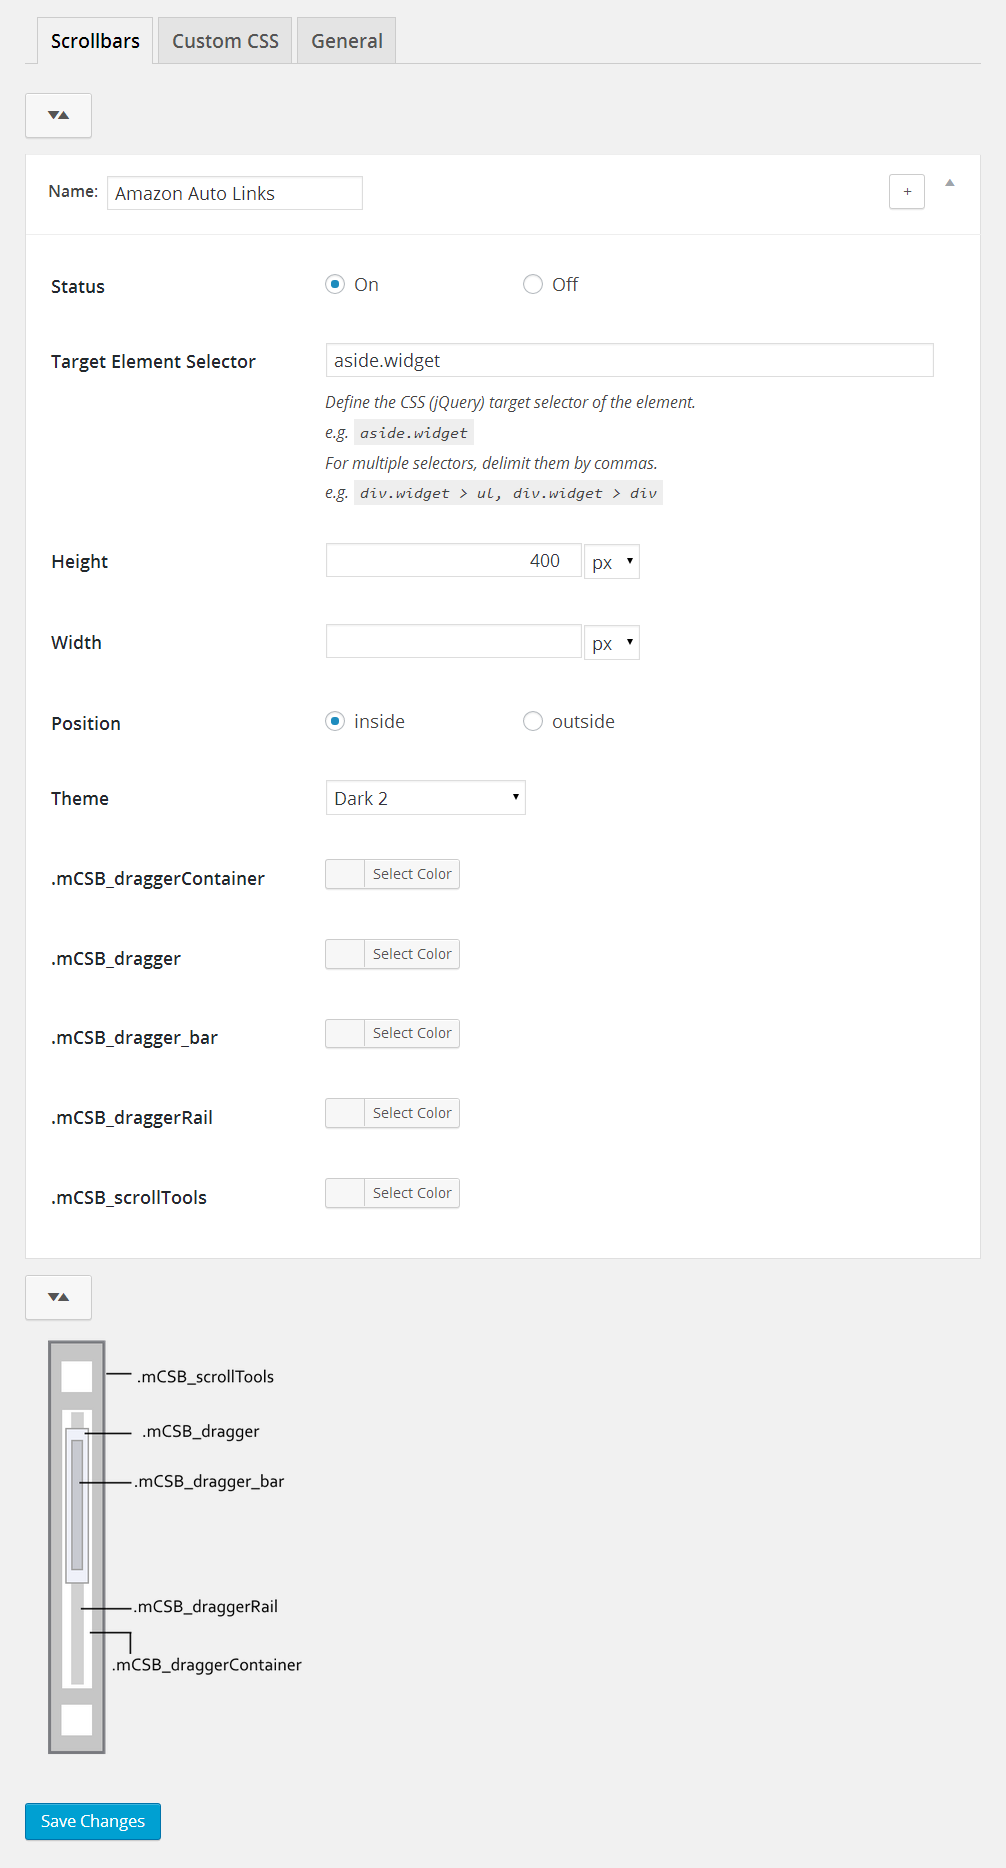 Scrollbars Custom CSS General
Name: Amazon Auto Links +
Status On Off
Target Element Selector aside.widget
Define the CSS (jQuery) target selector of the element.
e.g. aside.widget
For multiple selectors, delimit them by commas.
e.g. div.widget > ul, div.widget > div
Height 400 px
Width px
Position inside outside
Theme Dark 2
.mCSB_draggerContainer Select Color
.mCSB_dragger Select Color
.mCSB_dragger_bar Select Color
.mCSB_draggerRail Select Color
.mCSB_scrollTools Select Color
.mCSB_scrollTools
.mCSB_dragger
.mCSB_dragger_bar
.mCSB_draggerRail
.mCSB_draggerContainer
Save Changes